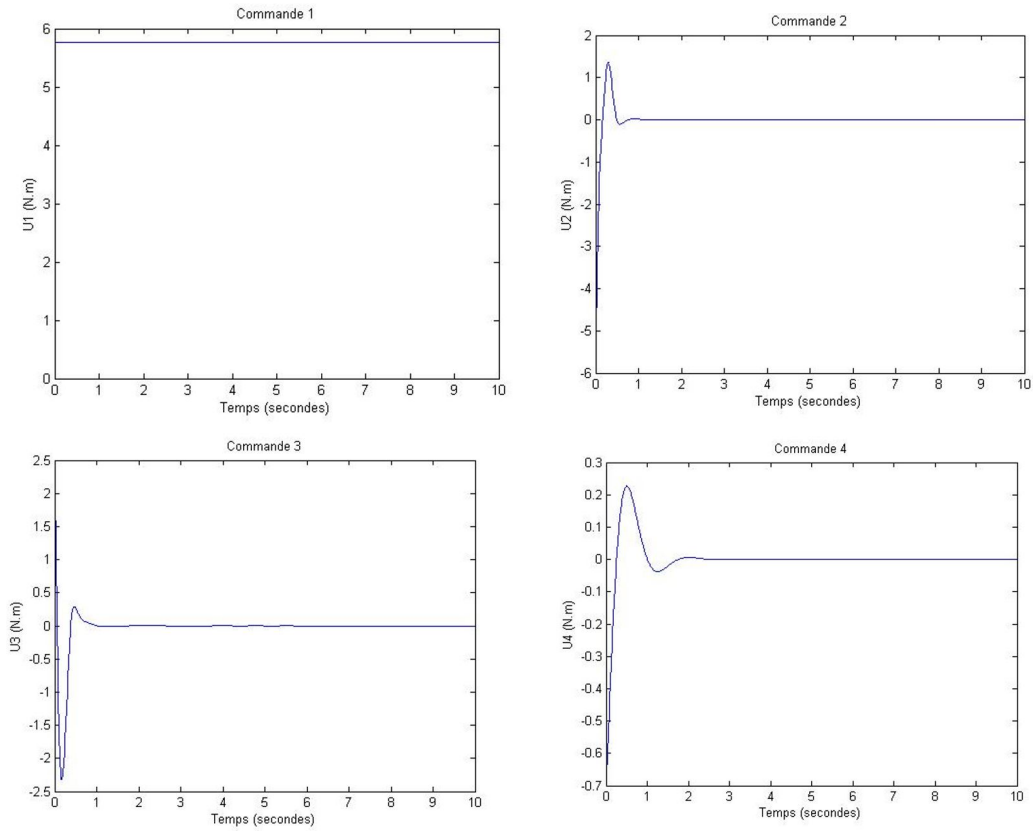 Commande 1
6
5
4
3
2
1
0
U1 (N.m)
0 1 2 3 4 5 6 7 8 9 10
Temps (secondes)
Commande 2
2
1
0
-1
-2
-3
-4
-5
-6
U2 (N.m)
0 1 2 3 4 5 6 7 8 9 10
Temps (secondes)
Commande 3
2.5
2
1.5
1
0.5
0
-0.5
-1
-1.5
-2
-2.5
U3 (N.m)
0 1 2 3 4 5 6 7 8 9 10
Temps (secondes)
Commande 4
0.3
0.2
0.1
0
-0.1
-0.2
-0.3
-0.4
-0.5
-0.6
-0.7
U4 (N.m)
0 1 2 3 4 5 6 7 8 9 10
Temps (secondes)